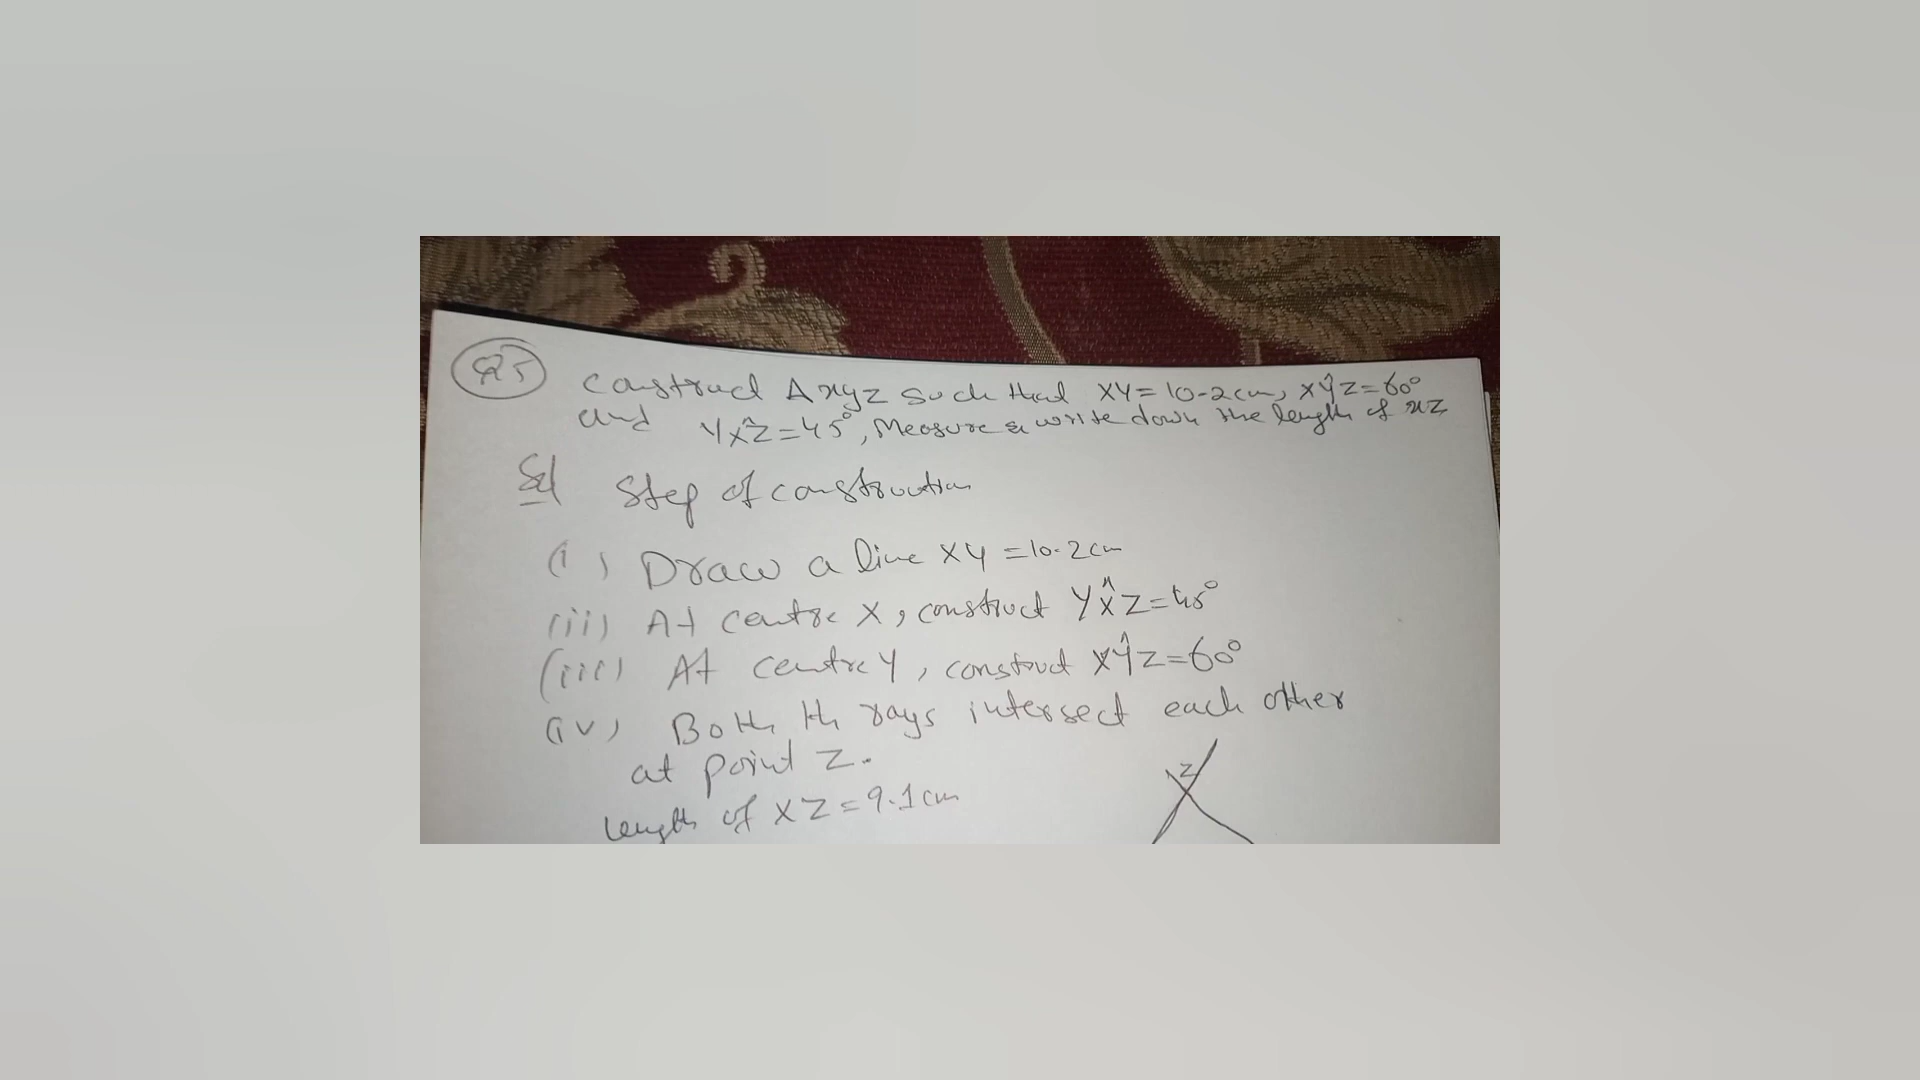 Q5
Construct Δ xyz such that XY = 10.2cm, XŶZ = 60°
and YX̂Z = 45°, Measure & write down the length of xz
Sol Step of construction
(i) Draw a line XY = 10.2cm
(ii) At centre X, construct YX̂Z = 45°
(iii) At centre Y, construct XŶZ = 60°
(iv) Both th rays intersect each other
at point Z.
length of XZ = 9.1cm
Z